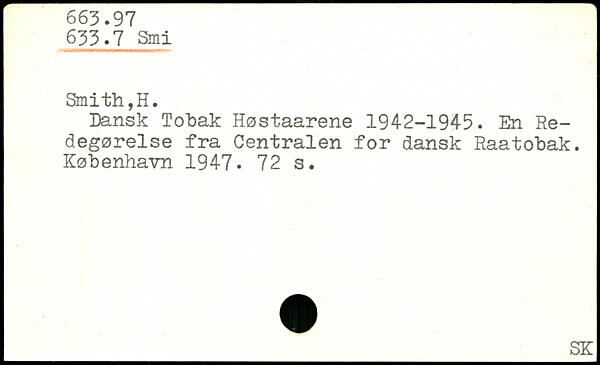 663.97
633.7 Smi
Smith,H.
Dansk Tobak Høstaarene 1942-1945. En Re-
degørelse fra Centralen for dansk Raatobak.
København 1947. 72 s.
SK